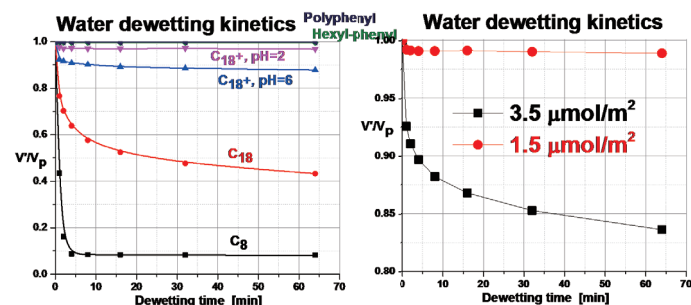 Water dewetting kinetics
Polyphenyl
Hexyl-phenyl
C18+, pH=2
C18+, pH=6
C18
C8
V'/Vp
1.0
0.8
0.6
0.4
0.2
0.0
0 10 20 30 40 50 60 70
Dewetting time [min]
Water dewetting kinetics
3.5 μmol/m²
1.5 μmol/m²
V'/Vp
1.00
0.95
0.90
0.85
0.80
0 10 20 30 40 50 60 70
Dewetting time [min]